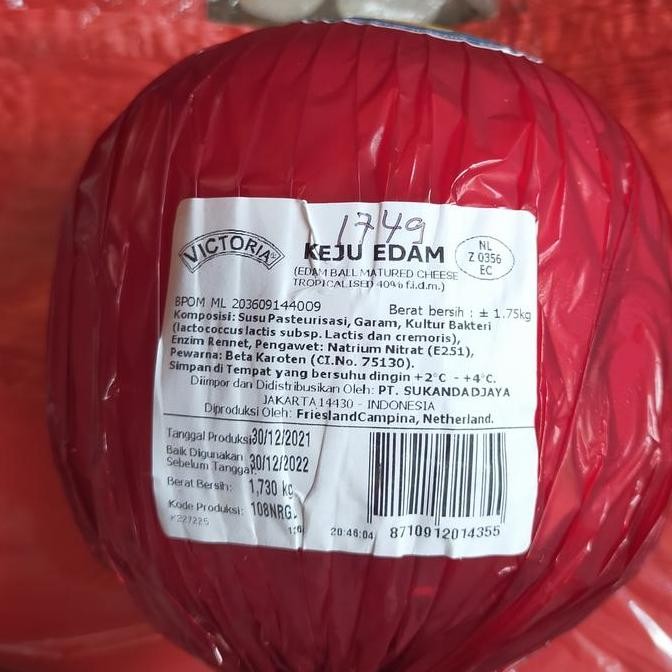 1749
VICTORIA
KEJU EDAM
NL
Z 0356
EC
(EDAM BALL MATURED CHEESE
TROPICALISED 40% f.i.d.m.)
BPOM ML 203609144009
Berat bersih : ± 1.75kg
Komposisi: Susu Pasteurisasi, Garam, Kultur Bakteri
(lactococcus lactis subsp. Lactis dan cremoris),
Enzim Rennet, Pengawet: Natrium Nitrat (E251),
Pewarna: Beta Karoten (CI.No. 75130).
Simpan di Tempat yang bersuhu dingin +2°C - +4°C.
Diimpor dan Didistribusikan Oleh: PT. SUKANDADJAYA
JAKARTA 14430 - INDONESIA
Diproduksi Oleh: FrieslandCampina, Netherland.
Tanggal Produksi 30/12/2021
Baik Digunakan
Sebelum Tanggal 30/12/2022
Berat Bersih: 1,730 kg
Kode Produksi: 108NRG
20:46:04
8710912014355